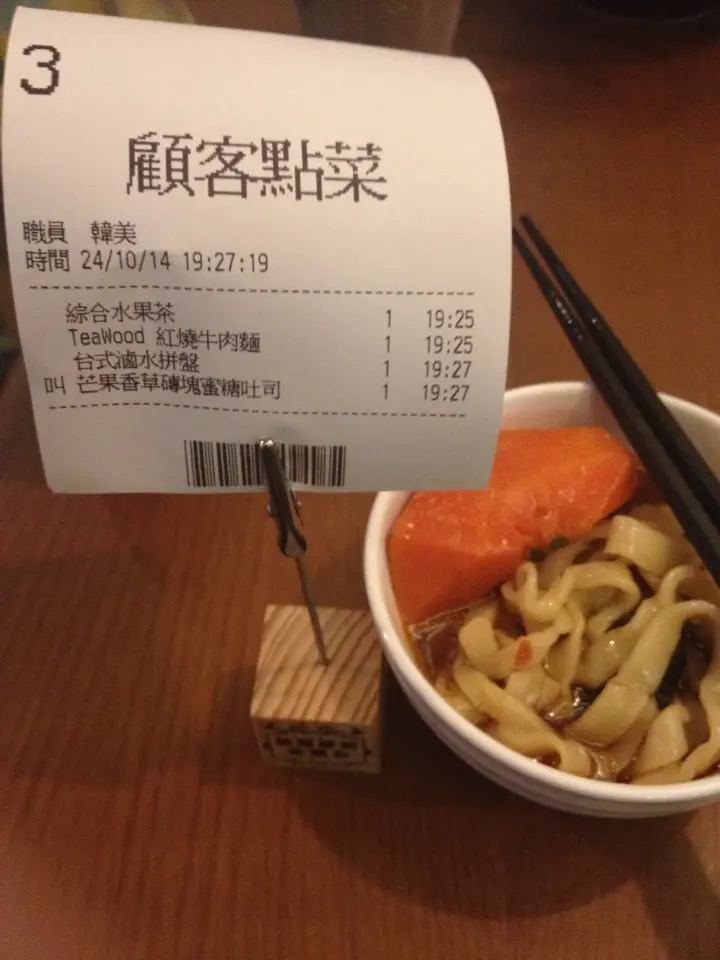 3
顧客點菜
職員 韓美
時間 24/10/14 19:27:19
綜合水果茶 1 19:25
TeaWood 紅燒牛肉麵 1 19:25
台式滷水拼盤 1 19:27
叫 芒果香草磚塊蜜糖吐司 1 19:27